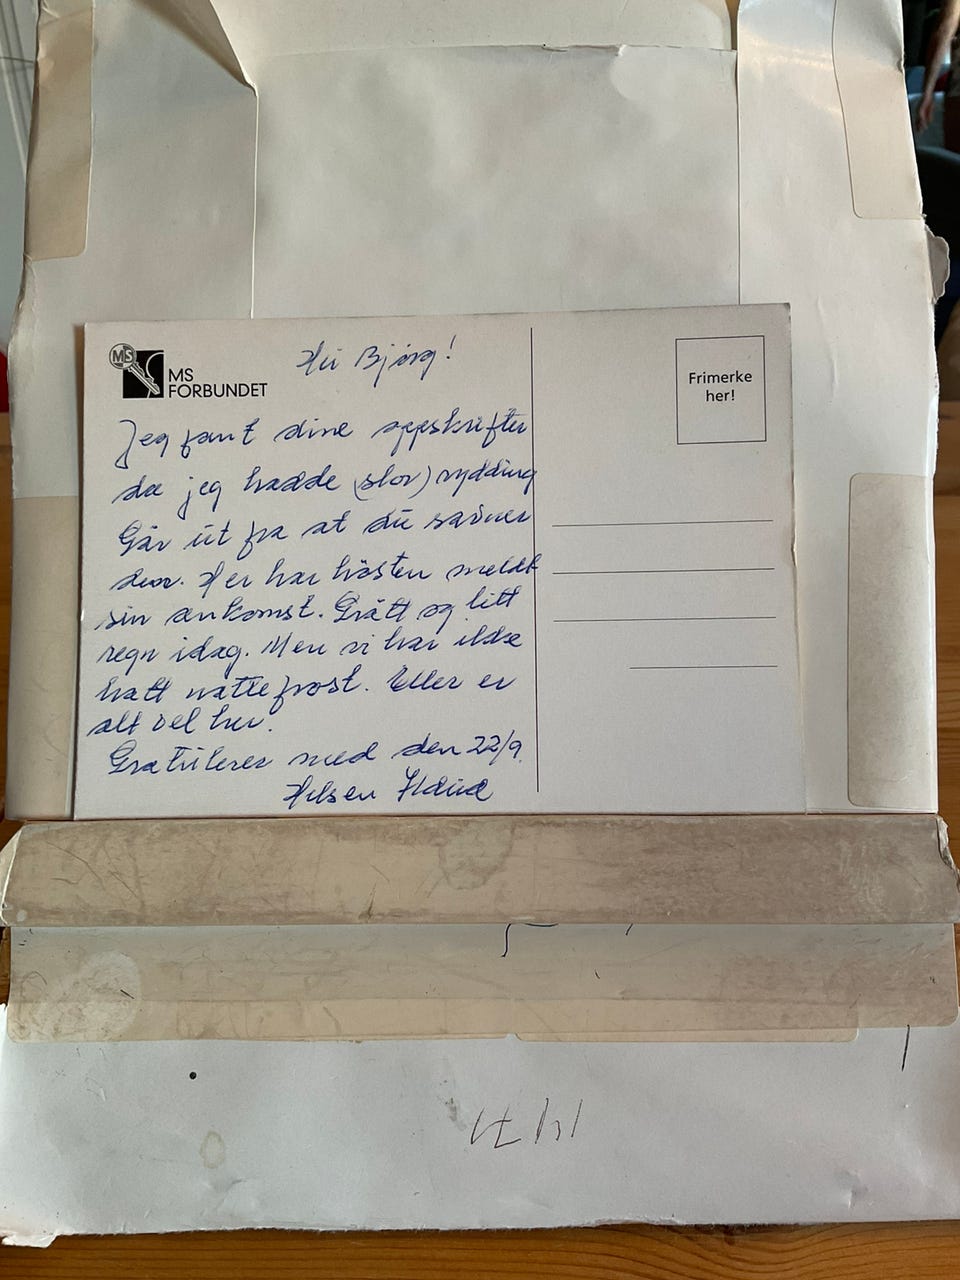 MS
MS
FORBUNDET
Hei Bjørg!
Frimerke
her!
Jeg fant dine oppskrifter
da jeg hadde (stor) rydding
Går ut fra at du savner
dem. Her har høsten meldt
sin ankomst. Grått og litt
regn idag. Men vi har ikke
hatt nattefrost. Ellers er
alt vel her.
Gratulerer med den 22/9.
Hilsen